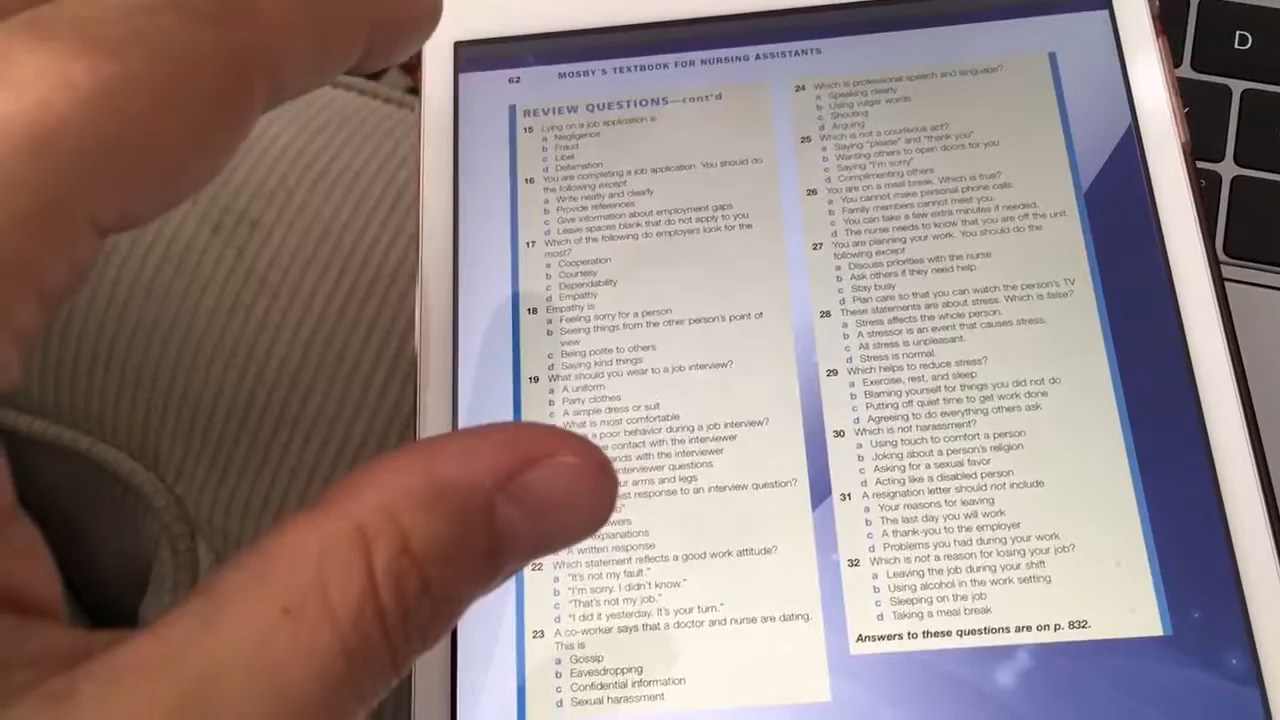 62 MOSBY'S TEXTBOOK FOR NURSING ASSISTANTS
REVIEW QUESTIONS—cont'd
15 Lying on a job application is
a Negligence
b Fraud
c Libel
d Defamation
16 You are completing a job application. You should do
the following except
a Write neatly and clearly
b Provide references
c Give information about employment gaps
d Leave spaces blank that do not apply to you
17 Which of the following do employers look for the
most?
a Cooperation
b Courtesy
c Dependability
d Empathy
18 Empathy is
a Feeling sorry for a person
b Seeing things from the other person's point of
view
c Being polite to others
d Saying kind things
19 What should you wear to a job interview?
a A uniform
b Party clothes
c A simple dress or suit
What is most comfortable
a poor behavior during a job interview?
contact with the interviewer
with the interviewer
interviewer questions
arms and legs
response to an interview question?
explanations
A written response
22 Which statement reflects a good work attitude?
a "It's not my fault."
b "I'm sorry. I didn't know."
c "That's not my job."
d "I did it yesterday. It's your turn."
23 A co-worker says that a doctor and nurse are dating.
This is
a Gossip
b Eavesdropping
c Confidential information
d Sexual harassment
24 Which is professional speech and language?
a Speaking clearly
b Using vulgar words
c Shouting
d Arguing
25 Which is not a courteous act?
a Saying "please" and "thank you"
b Wanting others to open doors for you
c Saying "I'm sorry"
d Complimenting others
26 You are on a meal break. Which is true?
a You cannot make personal phone calls.
b Family members cannot meet you.
c You can take a few extra minutes if needed.
d The nurse needs to know that you are off the unit.
27 You are planning your work. You should do the
following except
a Discuss priorities with the nurse
b Ask others if they need help
c Stay busy
d Plan care so that you can watch the person's TV
28 These statements are about stress. Which is false?
a Stress affects the whole person.
b A stressor is an event that causes stress.
c All stress is unpleasant.
d Stress is normal.
29 Which helps to reduce stress?
a Exercise, rest, and sleep
b Blaming yourself for things you did not do
c Putting off quiet time to get work done
d Agreeing to do everything others ask
30 Which is not harassment?
a Using touch to comfort a person
b Joking about a person's religion
c Asking for a sexual favor
d Acting like a disabled person
31 A resignation letter should not include
a Your reasons for leaving
b The last day you will work
c A thank-you to the employer
d Problems you had during your work
32 Which is not a reason for losing your job?
a Leaving the job during your shift
b Using alcohol in the work setting
c Sleeping on the job
d Taking a meal break
Answers to these questions are on p. 832.
D